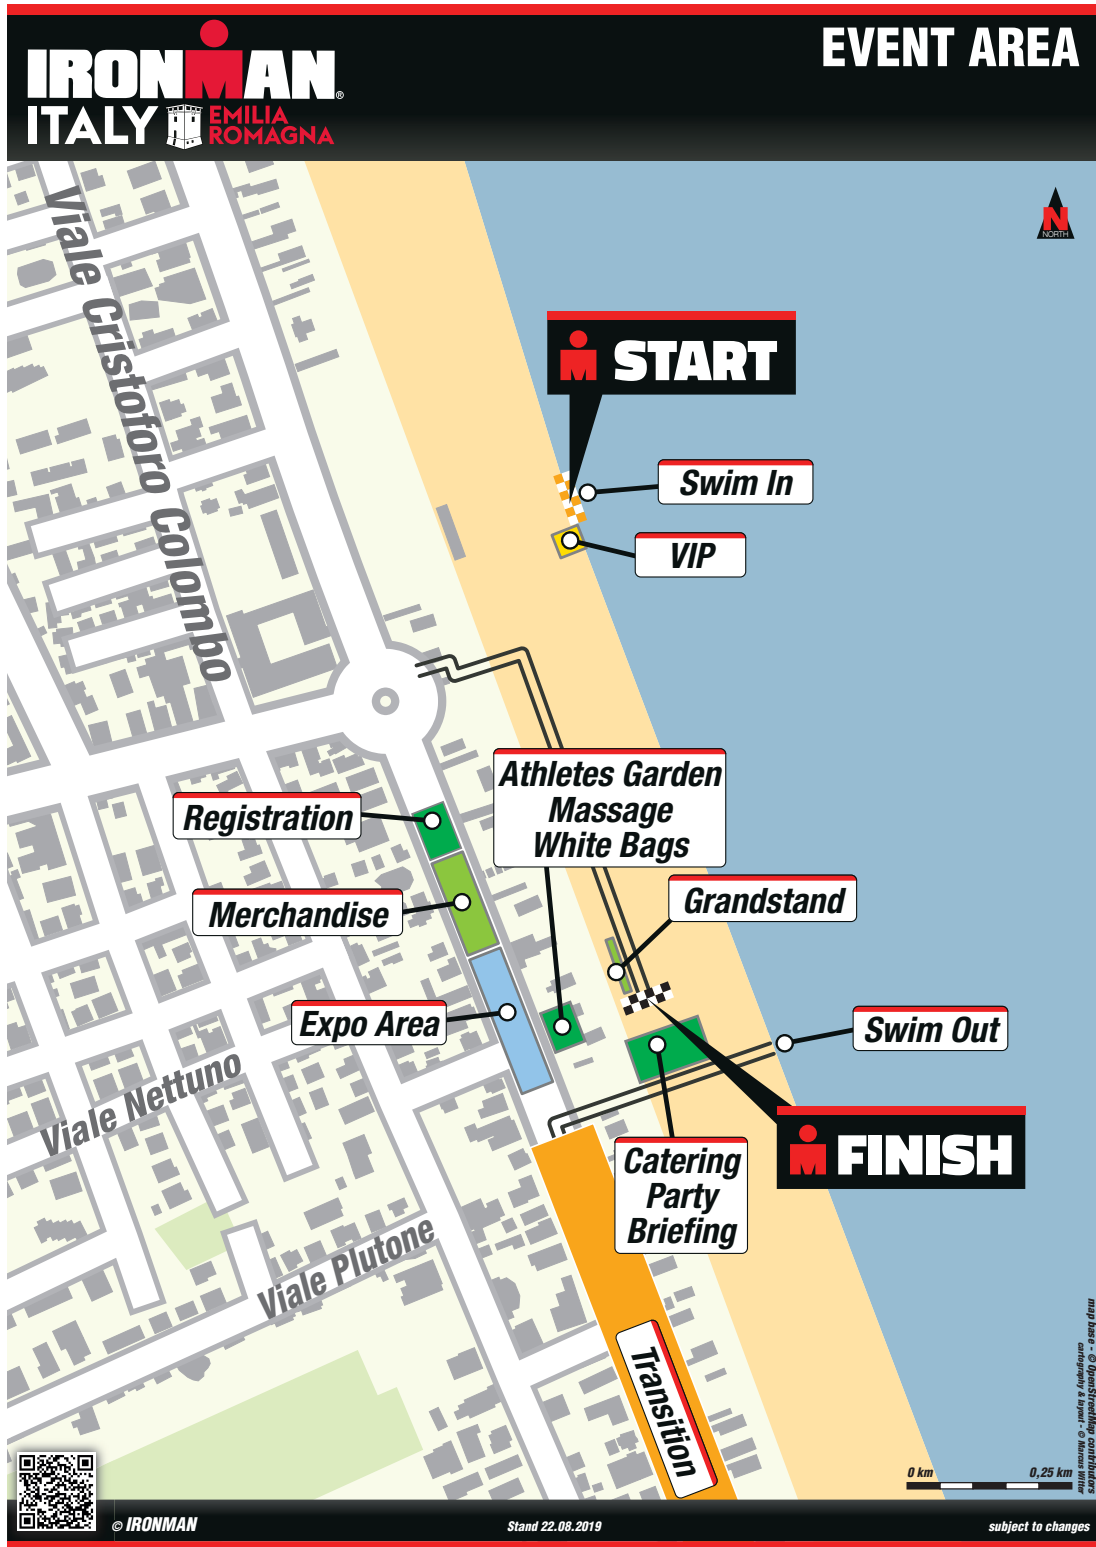 IRONMAN®
EVENT AREA
ITALY EMILIA
ROMAGNA
N
NORTH
Viale Cristoforo Colombo
START
Swim In
VIP
Athletes Garden
Massage
White Bags
Registration
Grandstand
Merchandise
Expo Area
Swim Out
Viale Nettuno
FINISH
Catering
Party
Briefing
Viale Plutone
Transition
map base - © OpenStreetMap contributors
cartography & layout - © Marcus Witter
0 km 0,25 km
© IRONMAN
Stand 22.08.2019
subject to changes